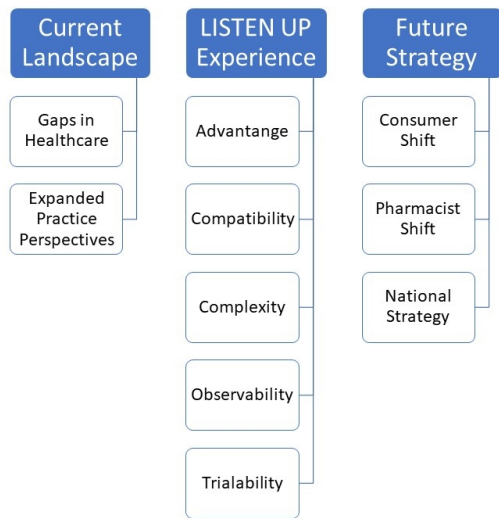 Current
Landscape
Gaps in
Healthcare
Expanded
Practice
Perspectives
LISTEN UP
Experience
Advantange
Compatibility
Complexity
Observability
Trialability
Future
Strategy
Consumer
Shift
Pharmacist
Shift
National
Strategy